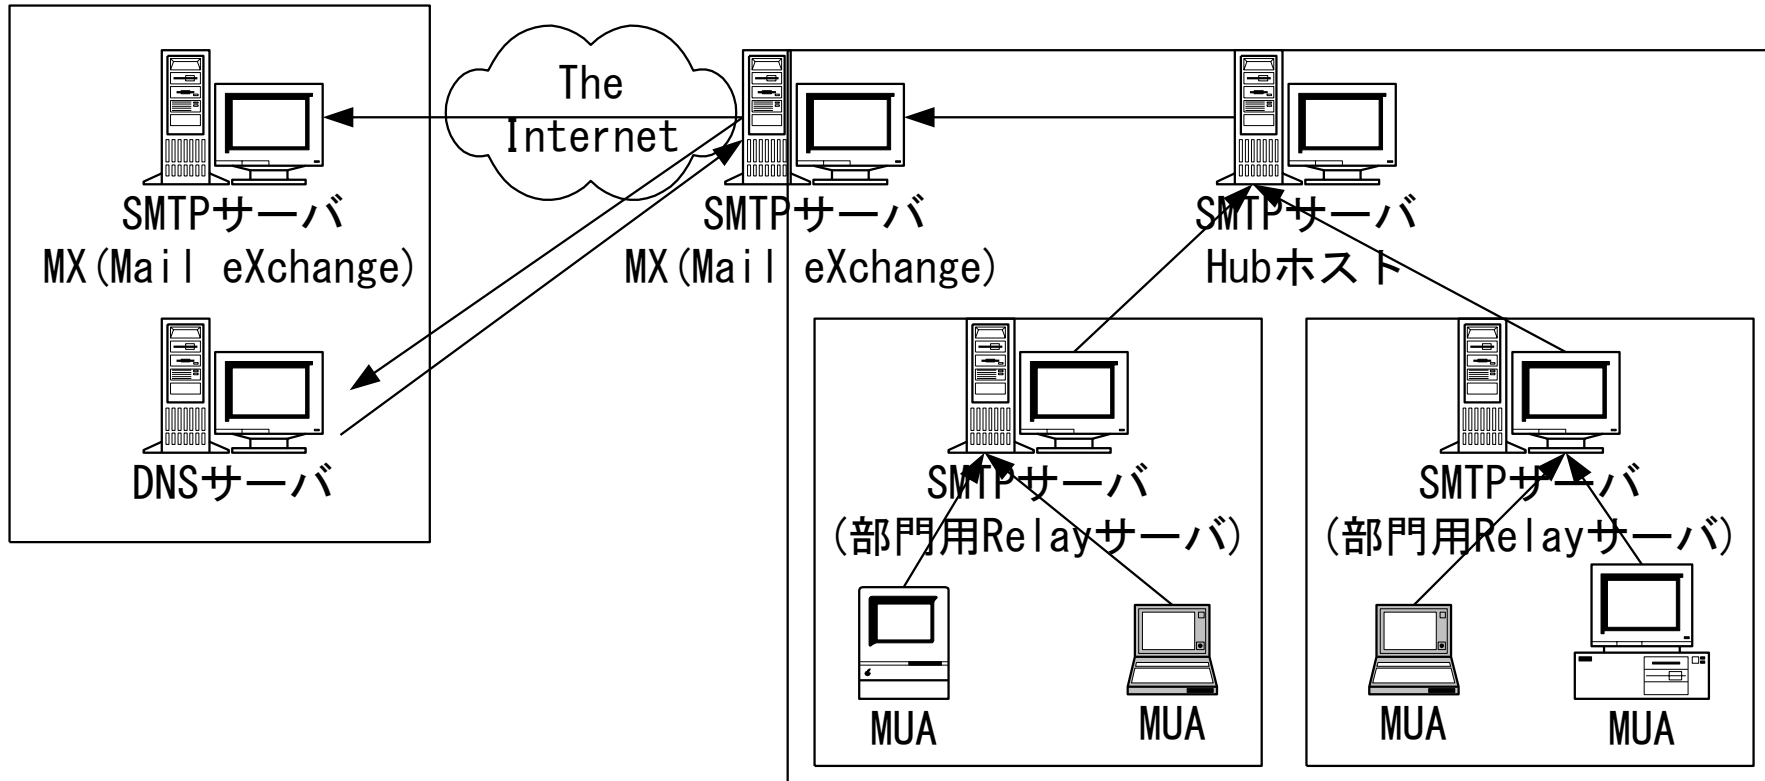 The
Internet
SMTPサーバ
MX(Mail eXchange)
SMTPサーバ
MX(Mail eXchange)
SMTPサーバ
Hubホスト
DNSサーバ
SMTPサーバ
(部門用Relayサーバ)
SMTPサーバ
(部門用Relayサーバ)
MUA
MUA
MUA
MUA